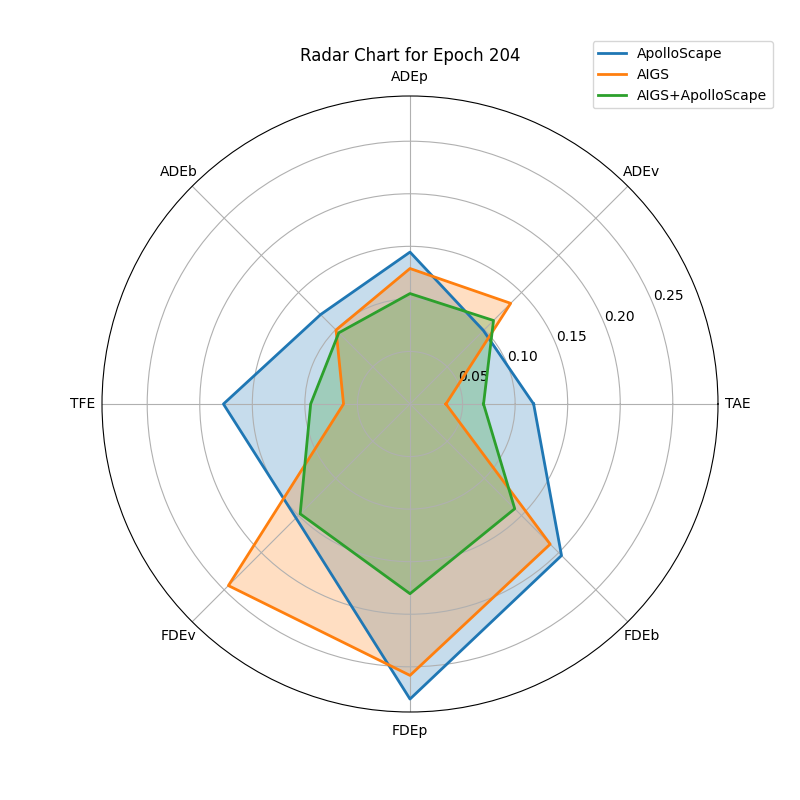 Radar Chart for Epoch 204
ApolloScape
AIGS
AIGS+ApolloScape
ADEp
ADEb
ADEv
0.25
0.20
0.15
0.10
0.05
TFE
TAE
FDEv
FDEb
FDEp